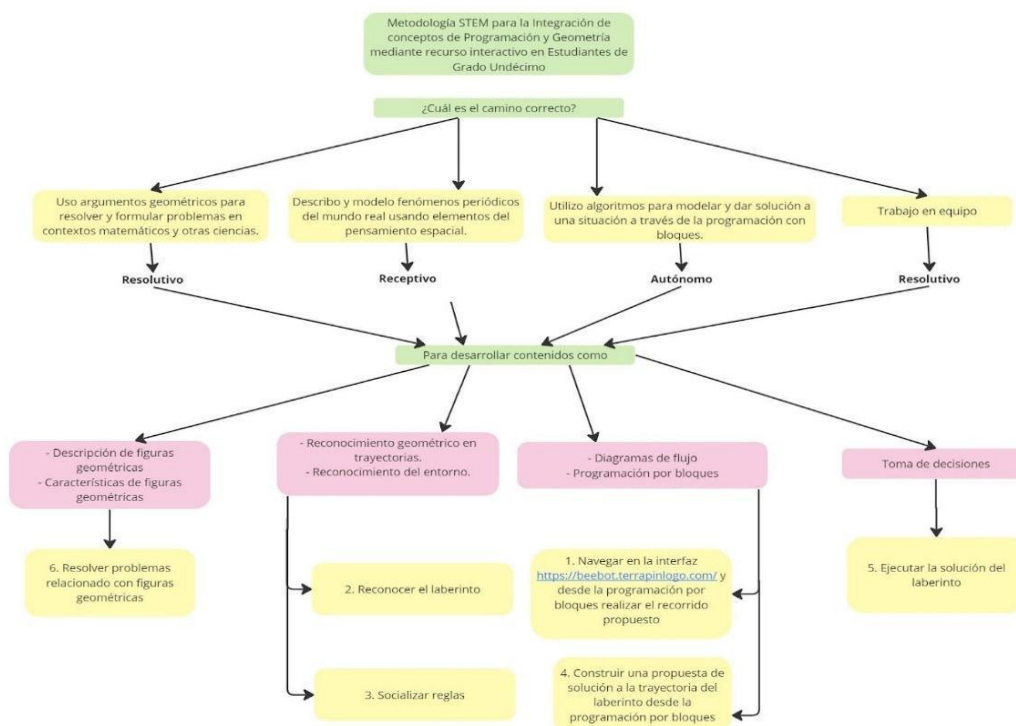 Metodología STEM para la Integración de
conceptos de Programación y Geometría
mediante recurso interactivo en Estudiantes de
Grado Undécimo
¿Cuál es el camino correcto?
Uso argumentos geométricos para
resolver y formular problemas en
contextos matemáticos y otras ciencias.
Describo y modelo fenómenos periódicos
del mundo real usando elementos del
pensamiento espacial.
Utilizo algoritmos para modelar y dar solución a
una situación a través de la programación con
bloques.
Trabajo en equipo
Resolutivo
Receptivo
Autónomo
Resolutivo
Para desarrollar contenidos como
- Descripción de figuras
geométricas
- Características de figuras
geométricas
- Reconocimiento geométrico en
trayectorias.
- Reconocimiento del entorno.
- Diagramas de flujo
- Programación por bloques
Toma de decisiones
6. Resolver problemas
relacionado con figuras
geométricas
2. Reconocer el laberinto
1. Navegar en la interfaz
https://beebot.terrapinlogo.com/ y
desde la programación por
bloques realizar el recorrido
propuesto
5. Ejecutar la solución del
laberinto
3. Socializar reglas
4. Construir una propuesta de
solución a la trayectoria del
laberinto desde la
programación por bloques